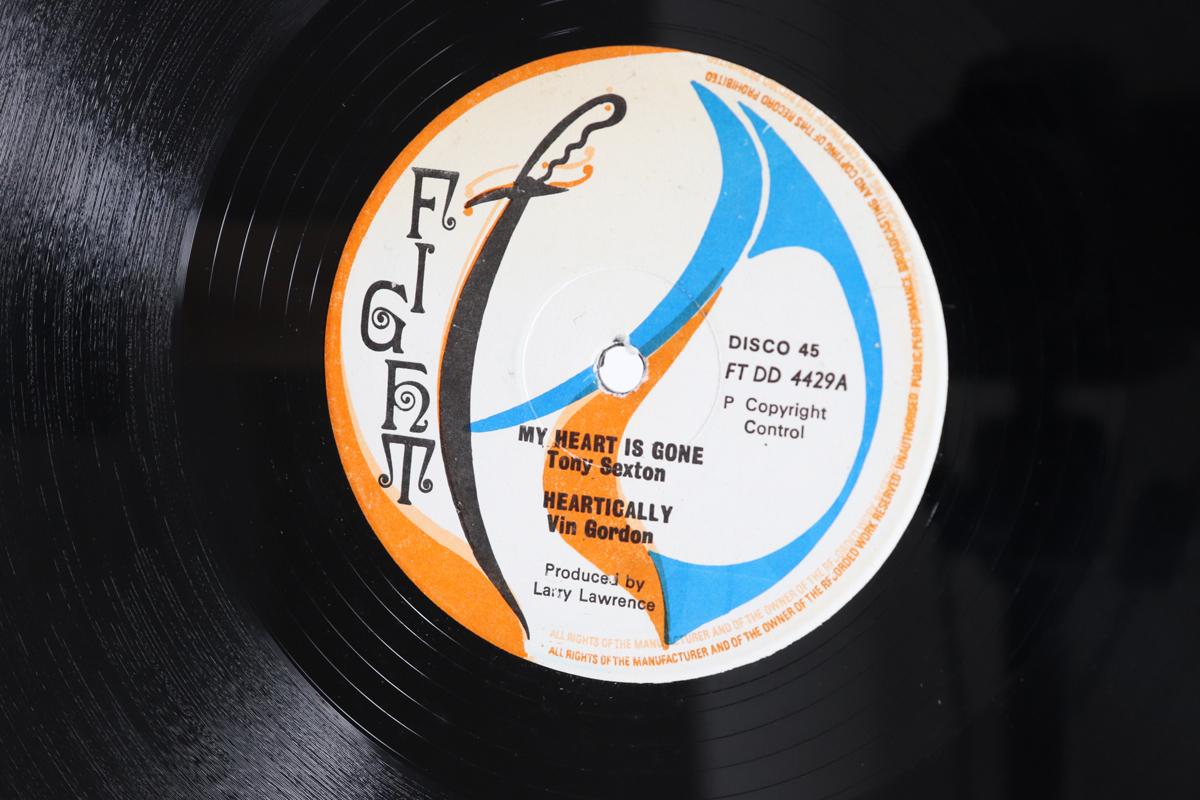 FIGHT
DISCO 45
FT DD 4429A
P Copyright
Control
MY HEART IS GONE
Tony Sexton
HEARTICALLY
Vin Gordon
Produced by
Larry Lawrence
ALL RIGHTS OF THE MANUFACTURER AND OF THE OWNER OF THE RECORDED WORK RESERVED UNAUTHORISED PUBLIC PERFORMANCE BROADCASTING AND COPYING OF THIS RECORD PROHIBITED